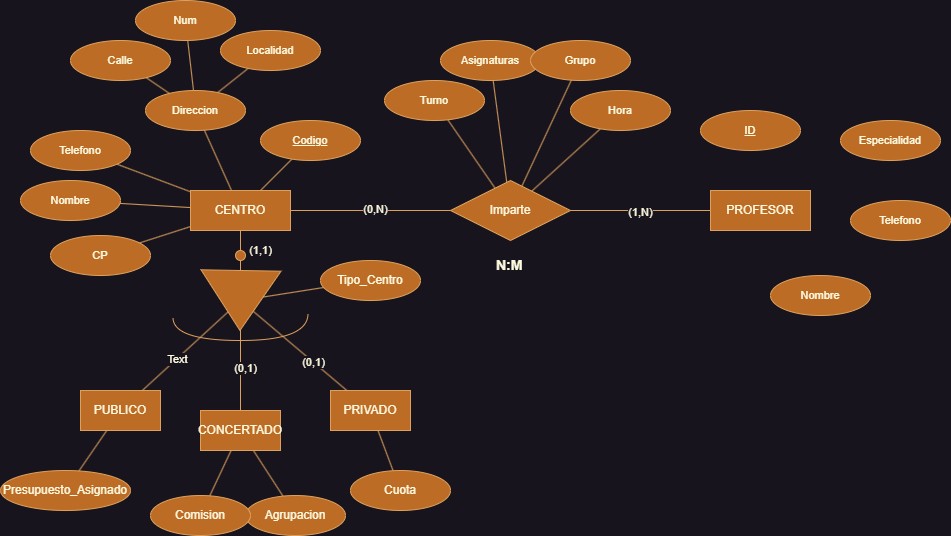 Num
Calle
Localidad
Direccion
Asignaturas
Grupo
Turno
Hora
ID
Especialidad
Telefono
Codigo
Nombre
CENTRO
(0,N)
Imparte
(1,N)
PROFESOR
Telefono
CP
(1,1)
N:M
Tipo_Centro
Nombre
Text
(0,1)
(0,1)
PUBLICO
CONCERTADO
PRIVADO
Presupuesto_Asignado
Comision
Agrupacion
Cuota